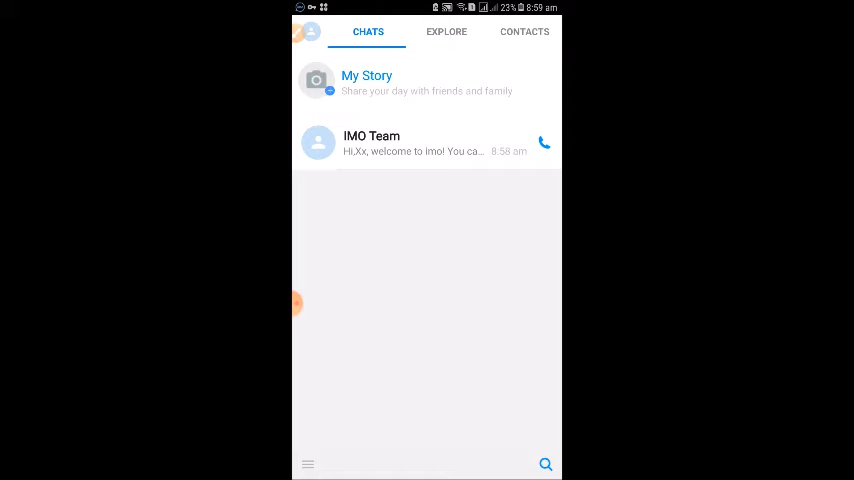 23% 8:59 am
CHATS EXPLORE CONTACTS
My Story
Share your day with friends and family
IMO Team
Hi,Xx, welcome to imo! You ca... 8:58 am